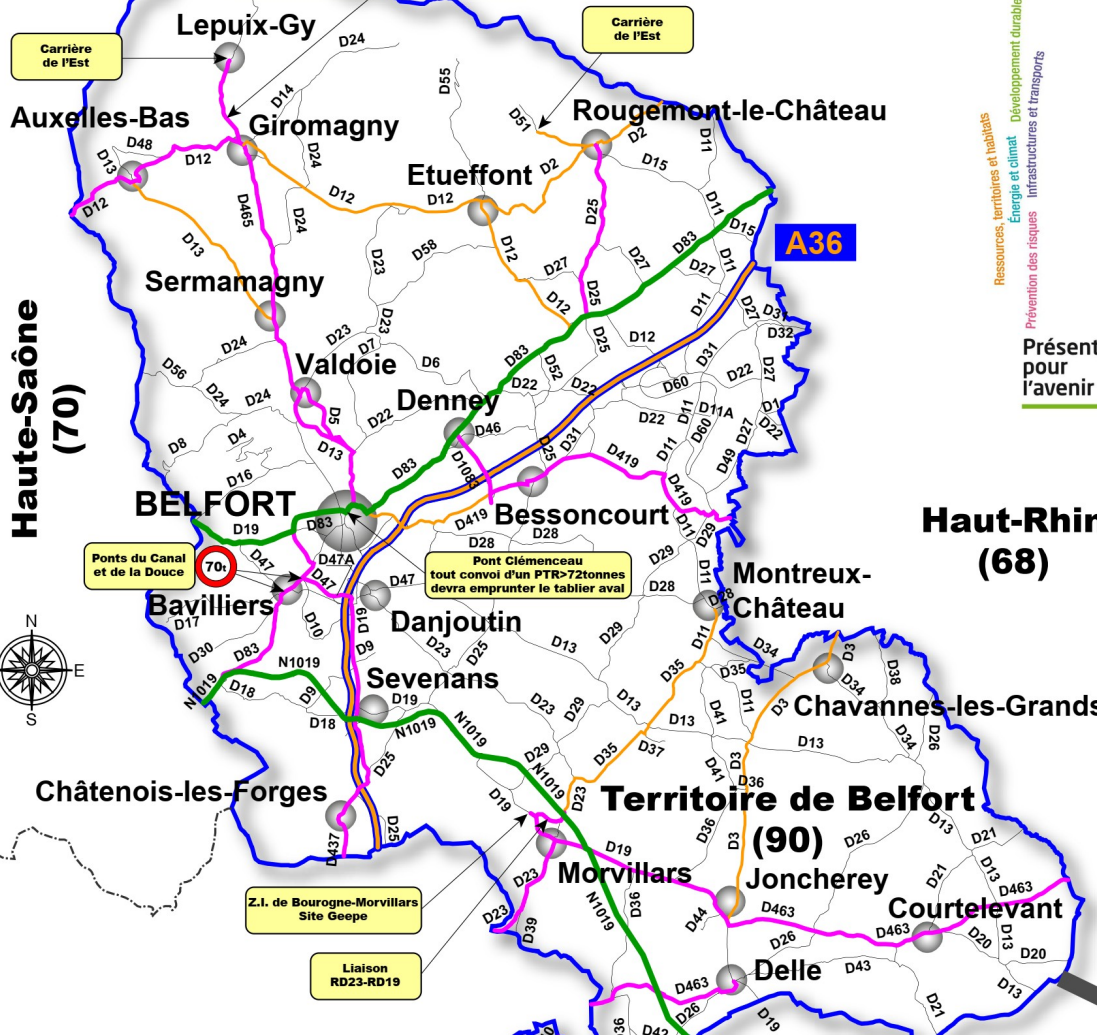 Lepuix-Gy
Carrière
de l'Est
Carrière
de l'Est
D24
D14
D55
D51
Rougemont-le-Château
D2
D11
Auxelles-Bas
Giromagny
D48
D13
D12
D24
D12
D465
D24
D12
D12
Etueffont
D2
D15
D25
D11
D83
D15
A36
D13
D23
D58
D12
D27
D27
D27
D11
Sermamagny
D12
D25
D11
D27
D31
D32
D24
D23
D23
D7
D83
D25
D12
D31
Haute-Saône
(70)
D56
Valdoie
D6
D52
D22
D22
D60
D22
D27
D24
D24
D5
D22
Denney
D46
D22
D11
D11A
D60
D1
D22
D27
D8
D4
D13
D83
D1083
D25
D31
D419
D11
D49
D16
D419
BELFORT
D19
D83
D419
Bessoncourt
D11
D29
Haut-Rhin
(68)
D28
D28
Ponts du Canal
et de la Douce
70t
D47
D47A
D47
D47
Pont Clémenceau
tout convoi d'un PTR>72tonnes
devra emprunter le tablier aval
D29
D28
D11
D28
Montreux-
Château
Bavilliers
D17
D10
D19
Danjoutin
N
E
S
D30
D83
D9
D23
D25
D13
D29
D11
D34
D3
N1019
N1019
D18
D9
D18
Sevenans
D19
N1019
N1019
D23
D29
D13
D35
D35
D41
D11
D3
D34
D38
Chavannes-les-Grands
D13
D13
D34
D26
D25
D29
N1019
D35
D37
D41
D3
D36
Châtenois-les-Forges
D19
D23
Territoire de Belfort
(90)
D437
D25
D19
D36
D3
D26
D13
D21
Morvillars
D23
Joncherey
D21
D13
D463
Z.I. de Bourogne-Morvillars
Site Geepe
D23
D39
N1019
D36
D44
D463
D463
Courtelevant
D26
D20
D13
D20
Liaison
RD23-RD19
Delle
D43
D13
D463
D26
D21
D19
D42
Ressources, territoires et habitats
Énergie et climat
Développement durable
Prévention des risques
Infrastructures et transports
Présent
pour
l'avenir